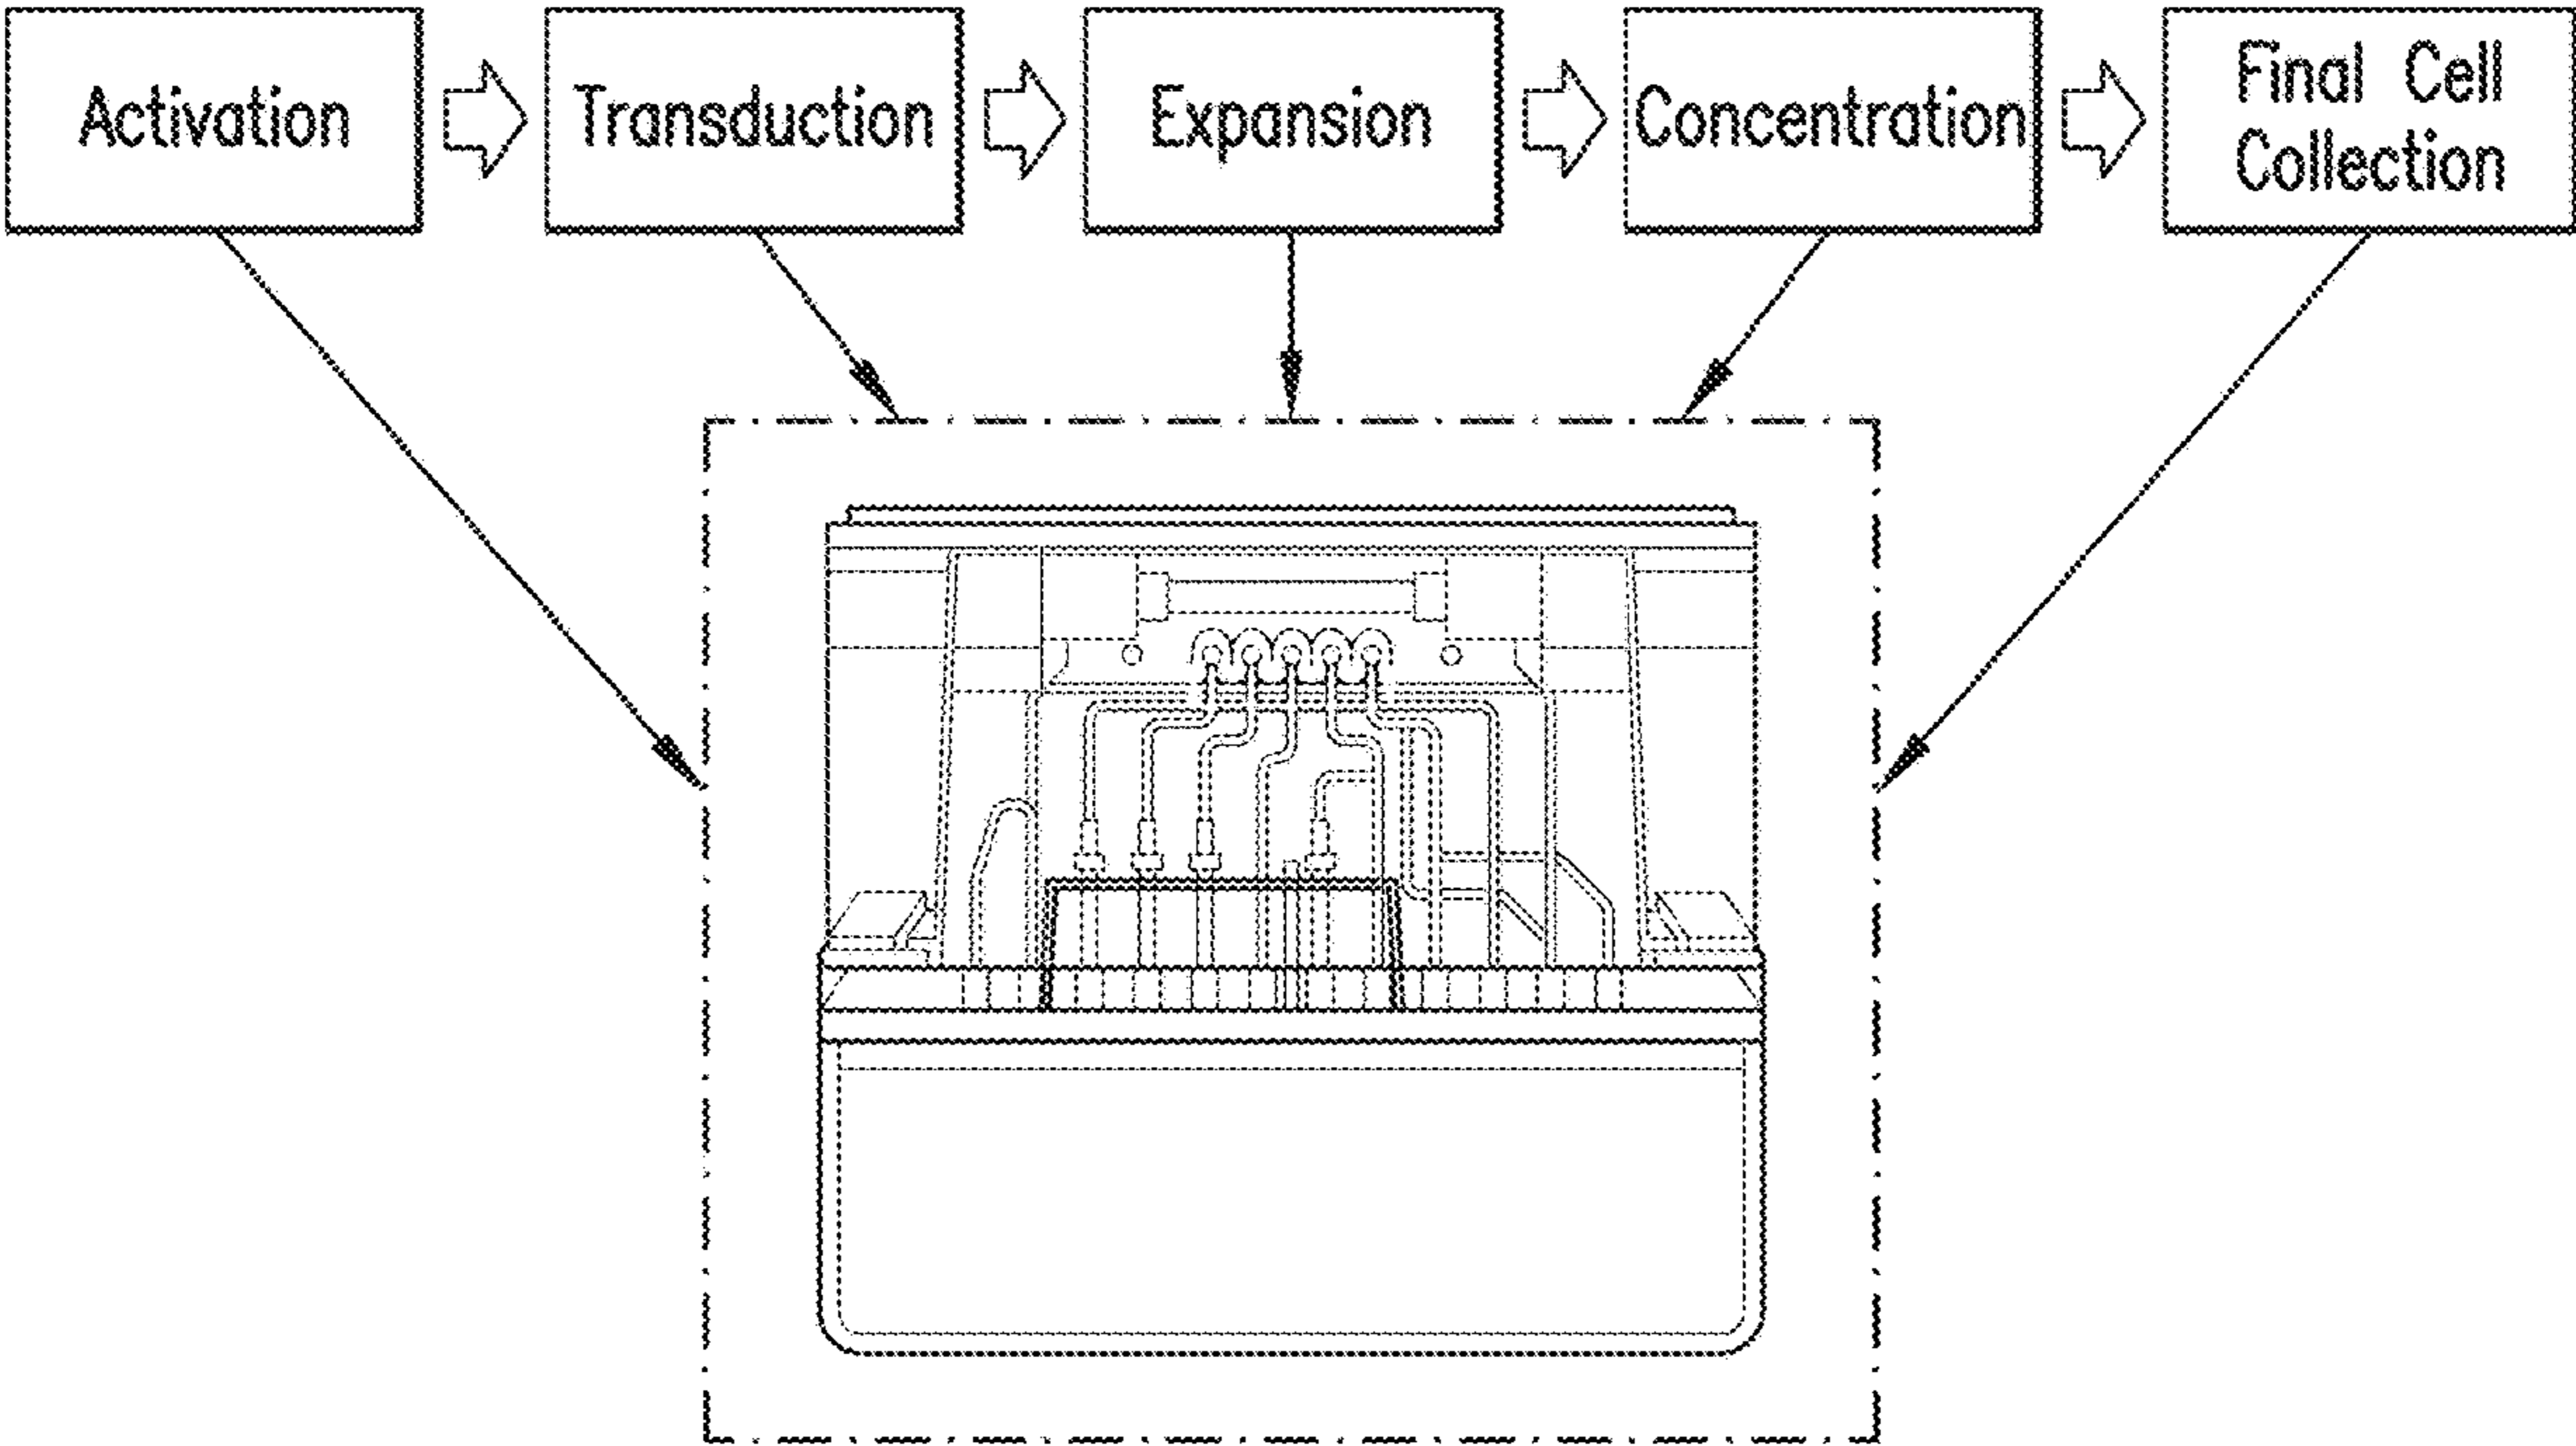 Activation
Transduction
Expansion
Concentration
Final Cell
Collection